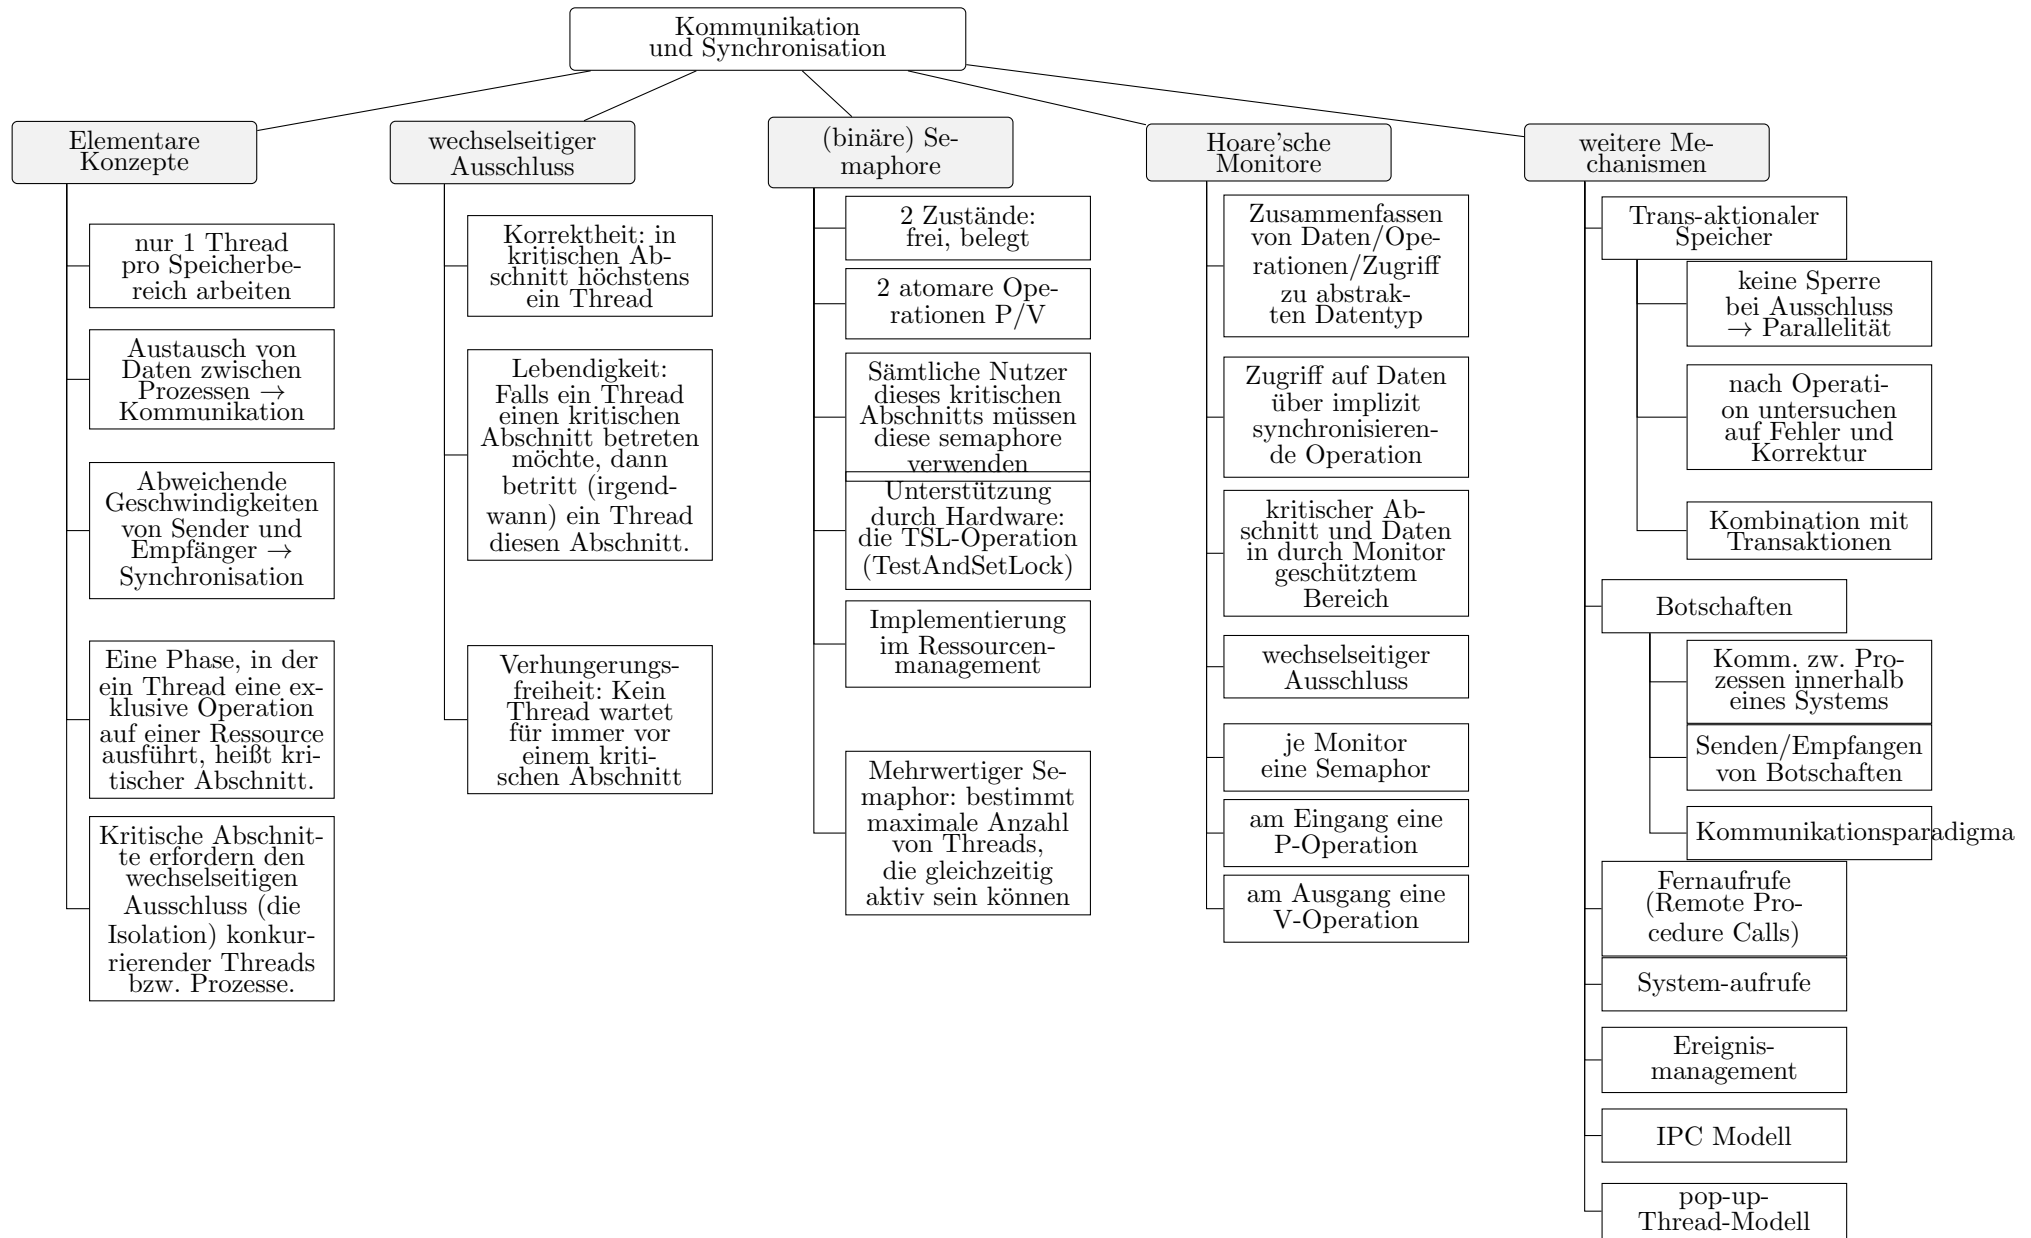 Kommunikation
und Synchronisation
Elementare
Konzepte
nur 1 Thread
pro Speicherbe-
reich arbeiten
Austausch von
Daten zwischen
Prozessen →
Kommunikation
Abweichende
Geschwindigkeiten
von Sender und
Empfänger →
Synchronisation
Eine Phase, in der
ein Thread eine ex-
klusive Operation
auf einer Ressource
ausführt, heißt kri-
tischer Abschnitt.
Kritische Abschnit-
te erfordern den
wechselseitigen
Ausschluss (die
Isolation) konkur-
rierender Threads
bzw. Prozesse.
wechselseitiger
Ausschluss
Korrektheit: in
kritischen Ab-
schnitt höchstens
ein Thread
Lebendigkeit:
Falls ein Thread
einen kritischen
Abschnitt betreten
möchte, dann
betritt (irgend-
wann) ein Thread
diesen Abschnitt.
Verhungerungs-
freiheit: Kein
Thread wartet
für immer vor
einem kriti-
schen Abschnitt
(binäre) Se-
maphore
2 Zustände:
frei, belegt
2 atomare Ope-
rationen P/V
Sämtliche Nutzer
dieses kritischen
Abschnitts müssen
diese semaphore
verwenden
Unterstützung
durch Hardware:
die TSL-Operation
(TestAndSetLock)
Implementierung
im Ressourcen-
management
Mehrwertiger Se-
maphor: bestimmt
maximale Anzahl
von Threads,
die gleichzeitig
aktiv sein können
Hoare'sche
Monitore
Zusammenfassen
von Daten/Ope-
rationen/Zugriff
zu abstrak-
ten Datentyp
Zugriff auf Daten
über implizit
synchronisieren-
de Operation
kritischer Ab-
schnitt und Daten
in durch Monitor
geschütztem
Bereich
wechselseitiger
Ausschluss
je Monitor
eine Semaphor
am Eingang eine
P-Operation
am Ausgang eine
V-Operation
weitere Me-
chanismen
Trans-aktionaler
Speicher
keine Sperre
bei Ausschluss
→ Parallelität
nach Operati-
on untersuchen
auf Fehler und
Korrektur
Kombination mit
Transaktionen
Botschaften
Komm. zw. Pro-
zessen innerhalb
eines Systems
Senden/Empfangen
von Botschaften
Kommunikationsparadigma
Fernaufrufe
(Remote Pro-
cedure Calls)
System-aufrufe
Ereignis-
management
IPC Modell
pop-up-
Thread-Modell